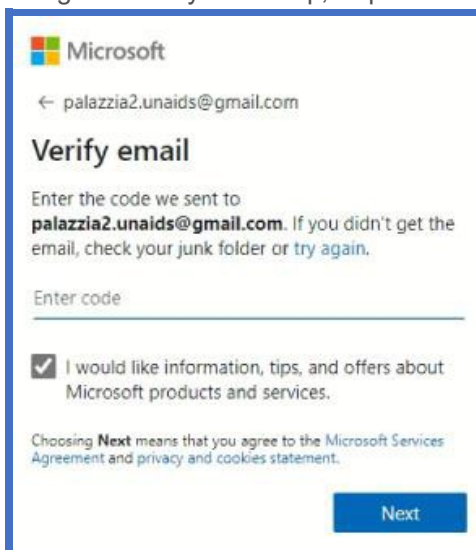 Microsoft
← palazzia2.unaids@gmail.com
Verify email
Enter the code we sent to
palazzia2.unaids@gmail.com. If you didn't get the
email, check your junk folder or try again.
Enter code
I would like information, tips, and offers about
Microsoft products and services.
Choosing Next means that you agree to the Microsoft Services
Agreement and privacy and cookies statement.
Next